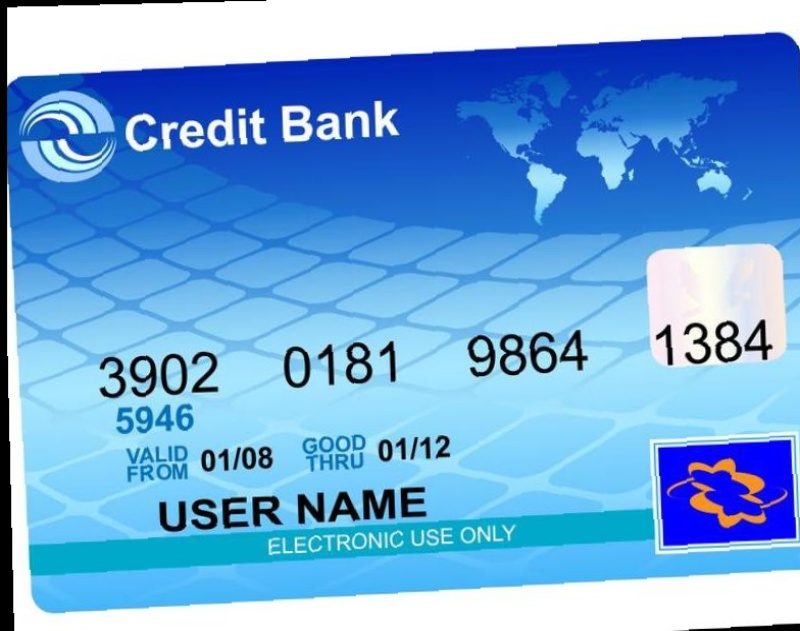 Credit Bank
3902 0181 9864 1384
5946
VALID FROM 01/08 GOOD THRU 01/12
USER NAME
ELECTRONIC USE ONLY